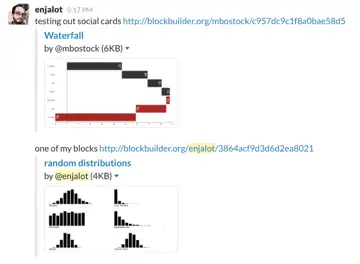 enjalot 5:17 PM
testing out social cards http://blockbuilder.org/mbostock/c957dc9c1f8a0bae58d5
Waterfall
by @mbostock (6KB)
one of my blocks http://blockbuilder.org/enjalot/3864acf9d3d6d2ea8021
random distributions
by @enjalot (4KB)